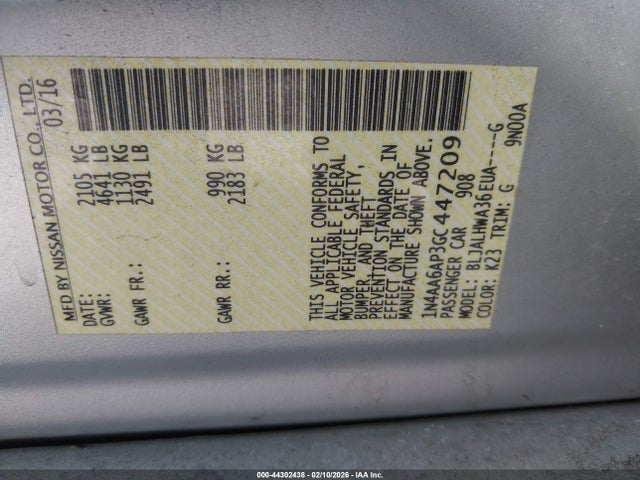 MFD BY NISSAN MOTOR CO., LTD.
DATE: 03/16
GVWR: 2105 KG
4641 LB
GAWR FR.: 1130 KG
2491 LB
GAWR RR.: 990 KG
2183 LB
THIS VEHICLE CONFORMS TO
ALL APPLICABLE FEDERAL
MOTOR VEHICLE SAFETY,
BUMPER AND THEFT
PREVENTION STANDARDS IN
EFFECT ON THE DATE OF
MANUFACTURE SHOWN ABOVE.
1N4AA6AP3GC447209
PASSENGER CAR 908
MODEL: BLJALHWA36EUA----G
COLOR: K23 TRIM: G 9N00A
000-44302438 - 02/10/2026 - IAA Inc.